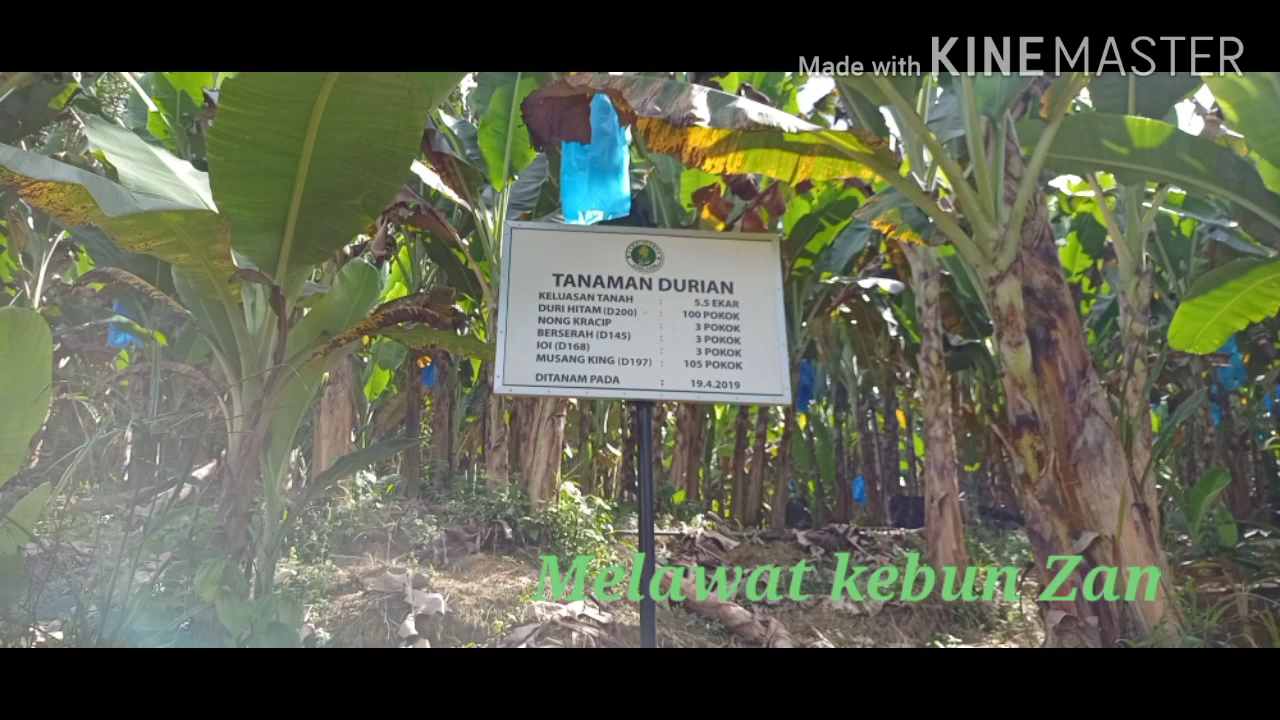 Made with KINEMASTER
TANAMAN DURIAN
KELUASAN TANAH : 5.5 EKAR
DURI HITAM (D200) : 100 POKOK
NONG KRACIP : 3 POKOK
BERSERAH (D145) : 3 POKOK
IOI (D168) : 3 POKOK
MUSANG KING (D197) : 105 POKOK
DITANAM PADA : 19.4.2019
Melawat kebun Zan